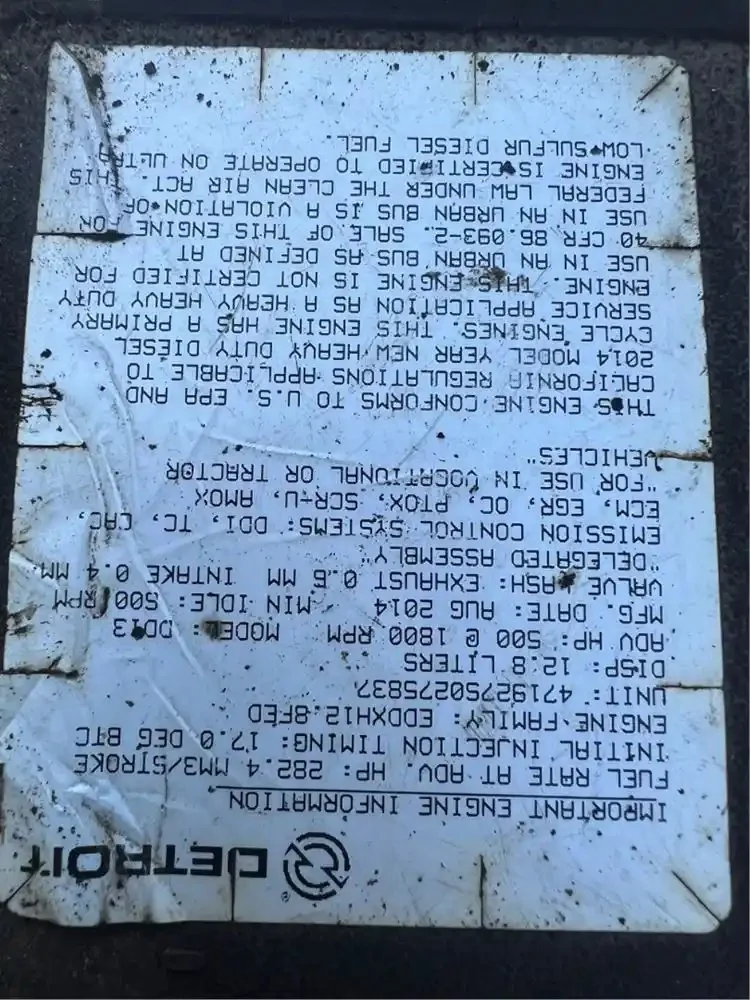 DETROIT
IMPORTANT ENGINE INFORMATION
FUEL RATE AT ADV. HP: 282.4 MM3/STROKE
INITIAL INJECTION TIMING: 17.0 DEG BTC
ENGINE FAMILY: EDDXH12.8FED
UNIT: 471927S0275837
DISP: 12.8 LITERS
ADV HP: 500 @ 1800 RPM MODEL: DD13
MFG. DATE: AUG 2014 MIN IDLE: 500 RPM
VALVE LASH: EXHAUST 0.6 MM INTAKE 0.4 MM
"DELEGATED ASSEMBLY"
EMISSION CONTROL SYSTEMS: DDI, TC, CAC,
ECM, EGR, OC, PTOX, SCR-U, AMOX
"FOR USE IN VOCATIONAL OR TRACTOR
VEHICLES"
THIS ENGINE CONFORMS TO U.S. EPA AND
CALIFORNIA REGULATIONS APPLICABLE TO
2014 MODEL YEAR NEW HEAVY DUTY DIESEL
CYCLE ENGINES. THIS ENGINE HAS A PRIMARY
SERVICE APPLICATION AS A HEAVY HEAVY DUTY
ENGINE. THIS ENGINE IS NOT CERTIFIED FOR
USE IN AN URBAN BUS AS DEFINED AT
40 CFR 86.093-2. SALE OF THIS ENGINE FOR
USE IN AN URBAN BUS IS A VIOLATION OF
FEDERAL LAW UNDER THE CLEAN AIR ACT. THIS
ENGINE IS CERTIFIED TO OPERATE ON ULTRA
LOW SULFUR DIESEL FUEL.